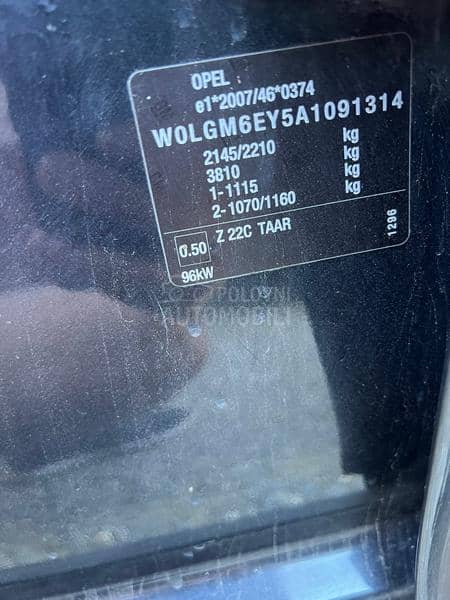 OPEL
e1*2007/46*0374
W0LGM6EY5A1091314
2145/2210 kg
3810 kg
1-1115 kg
2-1070/1160
0.50 Z 22C TAAR 1296
96kW
POLOVNI
AUTOMOBILI